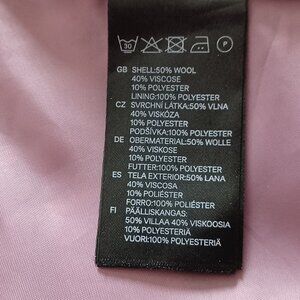 30 P
GB SHELL:50% WOOL
40% VISCOSE
10% POLYESTER
LINING:100% POLYESTER
CZ SVRCHNÍ LÁTKA:50% VLNA
40% VISKÓZA
10% POLYESTER
PODŠÍVKA:100% POLYESTER
DE OBERMATERIAL:50% WOLLE
40% VISKOSE
10% POLYESTER
FUTTER:100% POLYESTER
ES TELA EXTERIOR:50% LANA
40% VISCOSA
10% POLIÉSTER
FORRO:100% POLIÉSTER
FI PÄÄLLISKANGAS:
50% VILLAA 40% VISKOOSIA
10% POLYESTERIÄ
VUORI:100% POLYESTERIÄ